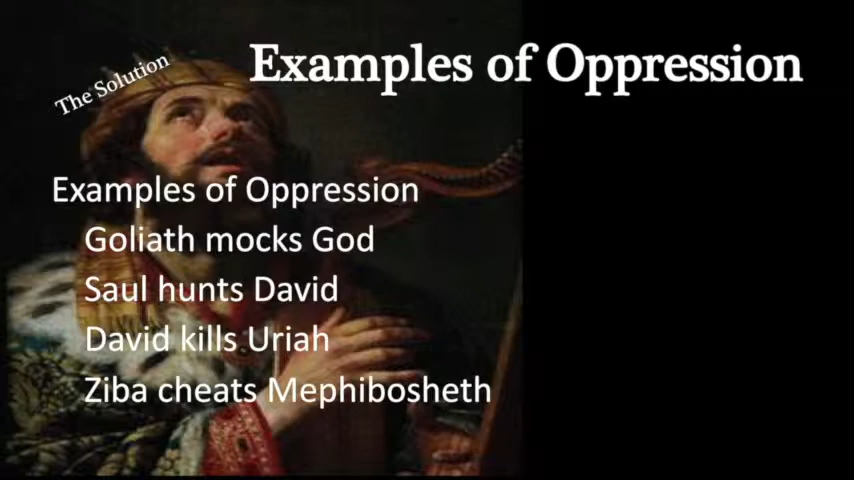 The Solution
Examples of Oppression
Examples of Oppression
Goliath mocks God
Saul hunts David
David kills Uriah
Ziba cheats Mephibosheth